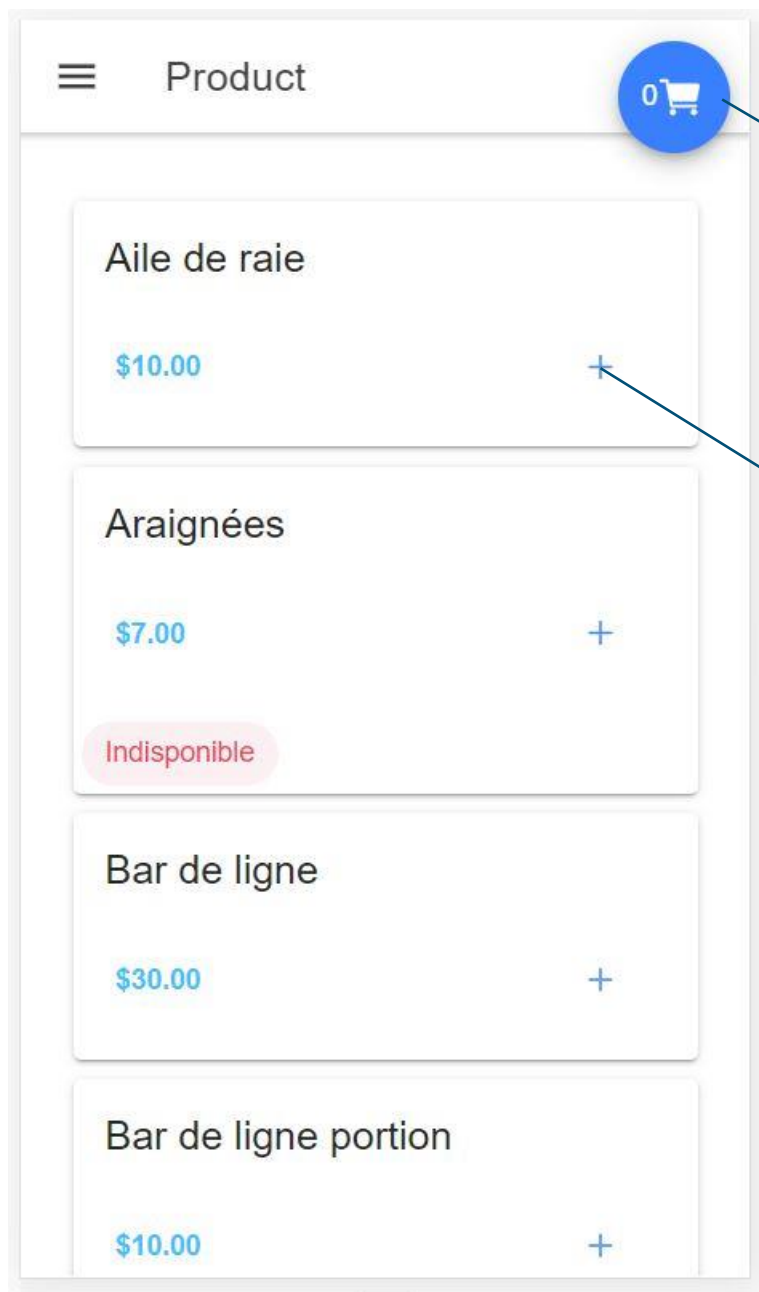 Product
0
Aile de raie
$10.00 +
Araignées
$7.00 +
Indisponible
Bar de ligne
$30.00 +
Bar de ligne portion
$10.00 +